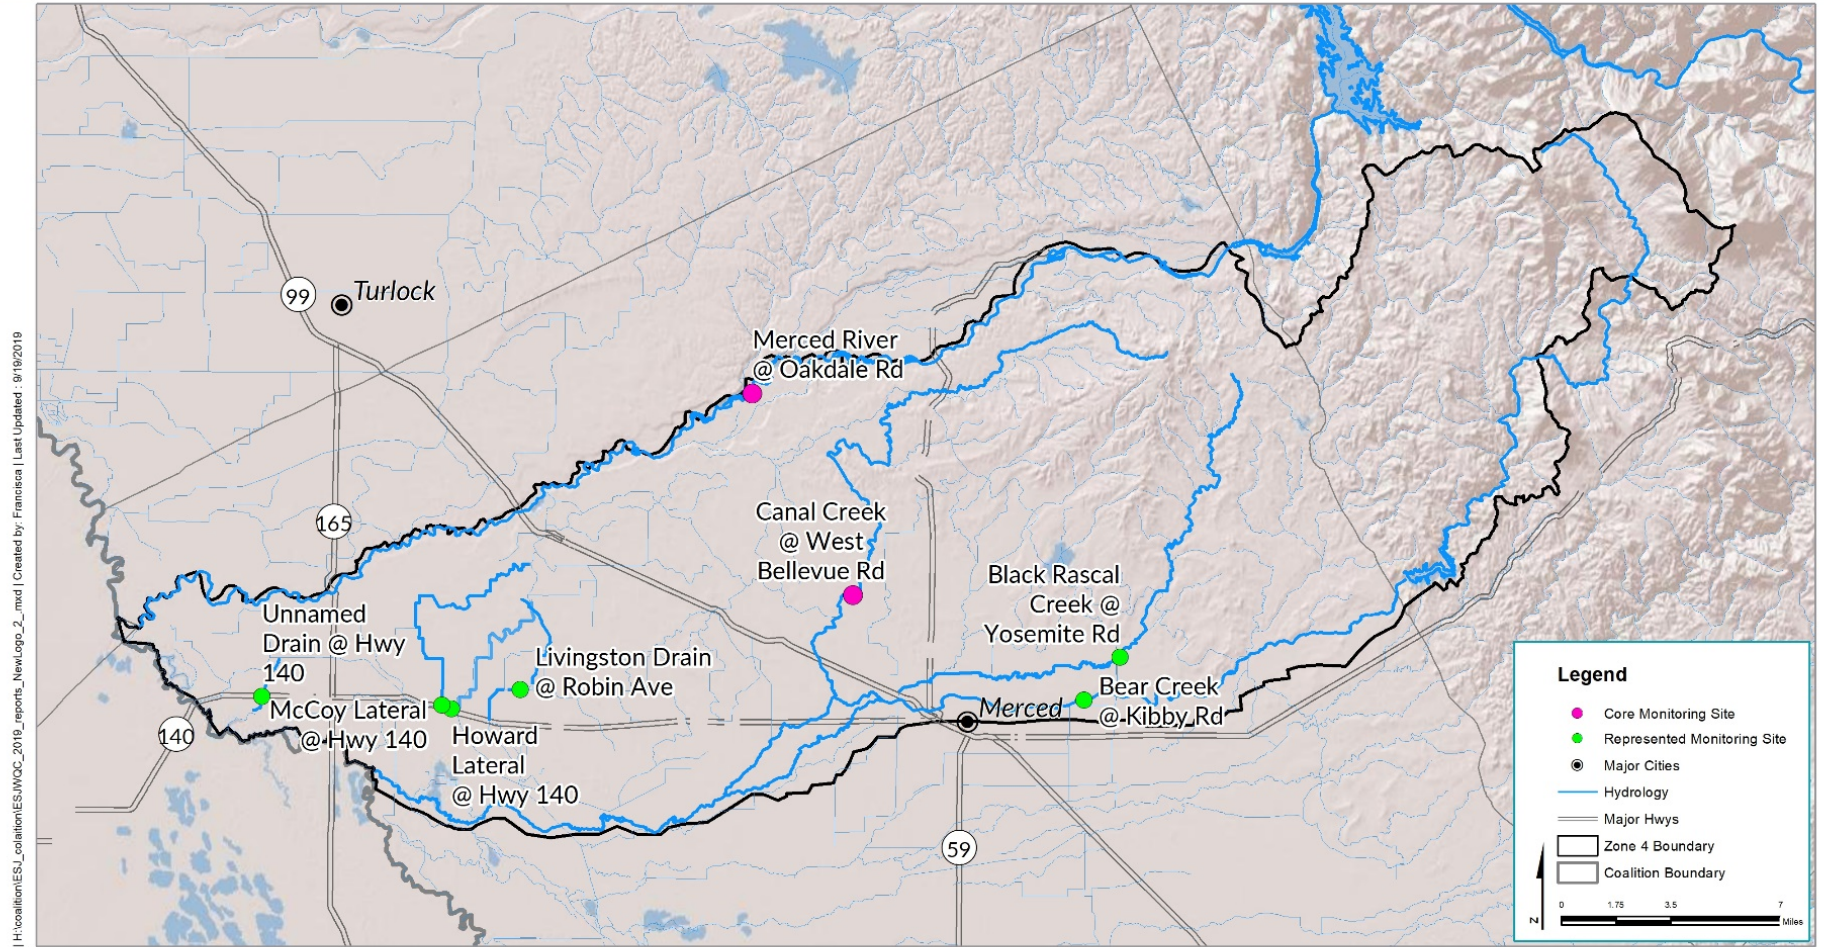 99
Turlock
Merced River
@ Oakdale Rd
165
Canal Creek
@ West
Bellevue Rd
Black Rascal
Creek @
Yosemite Rd
Unnamed
Drain @ Hwy
140
Livingston Drain
@ Robin Ave
McCoy Lateral
@ Hwy 140
Howard
Lateral
@ Hwy 140
140
Merced
Bear Creek
@ Kibby Rd
59
Legend
Core Monitoring Site
Represented Monitoring Site
Major Cities
Hydrology
Major Hwys
Zone 4 Boundary
Coalition Boundary
N
0 1.75 3.5 7
Miles